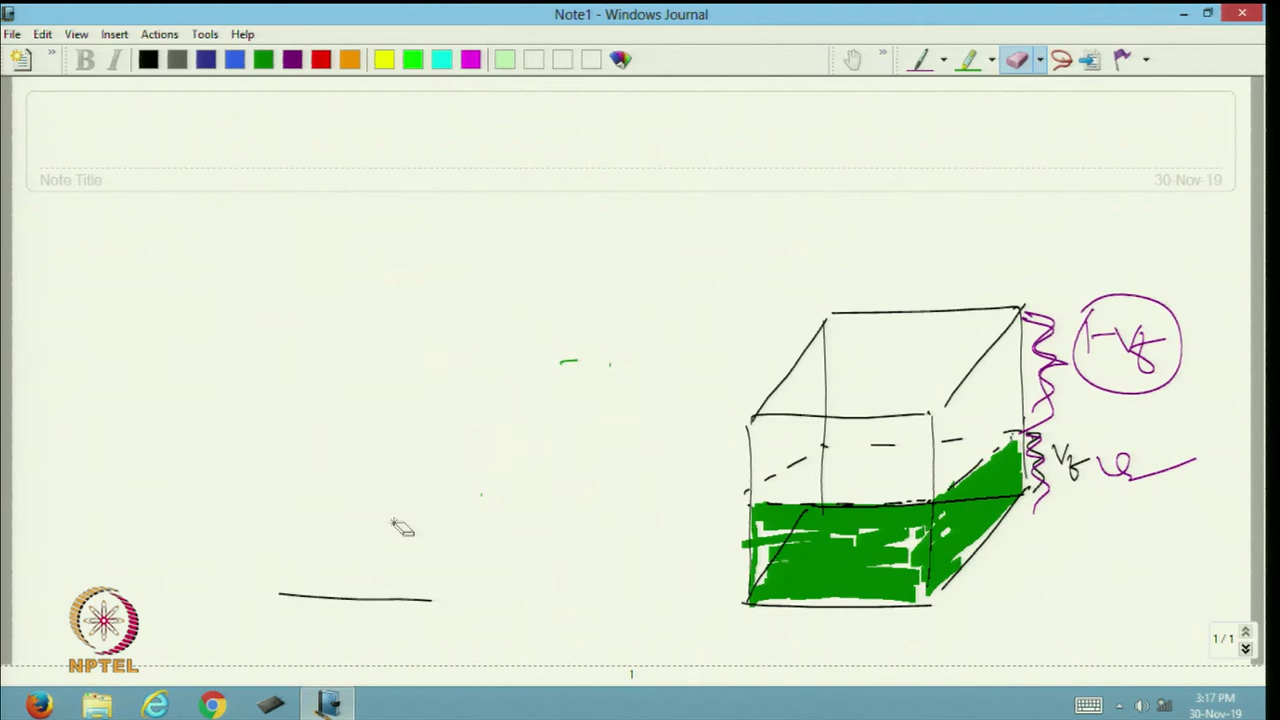 Note1 - Windows Journal
File Edit View Insert Actions Tools Help
B I
Note Title
30-Nov-19
1-Vf
Vf
NPTEL
1 / 1
1
3:17 PM
30-Nov-19